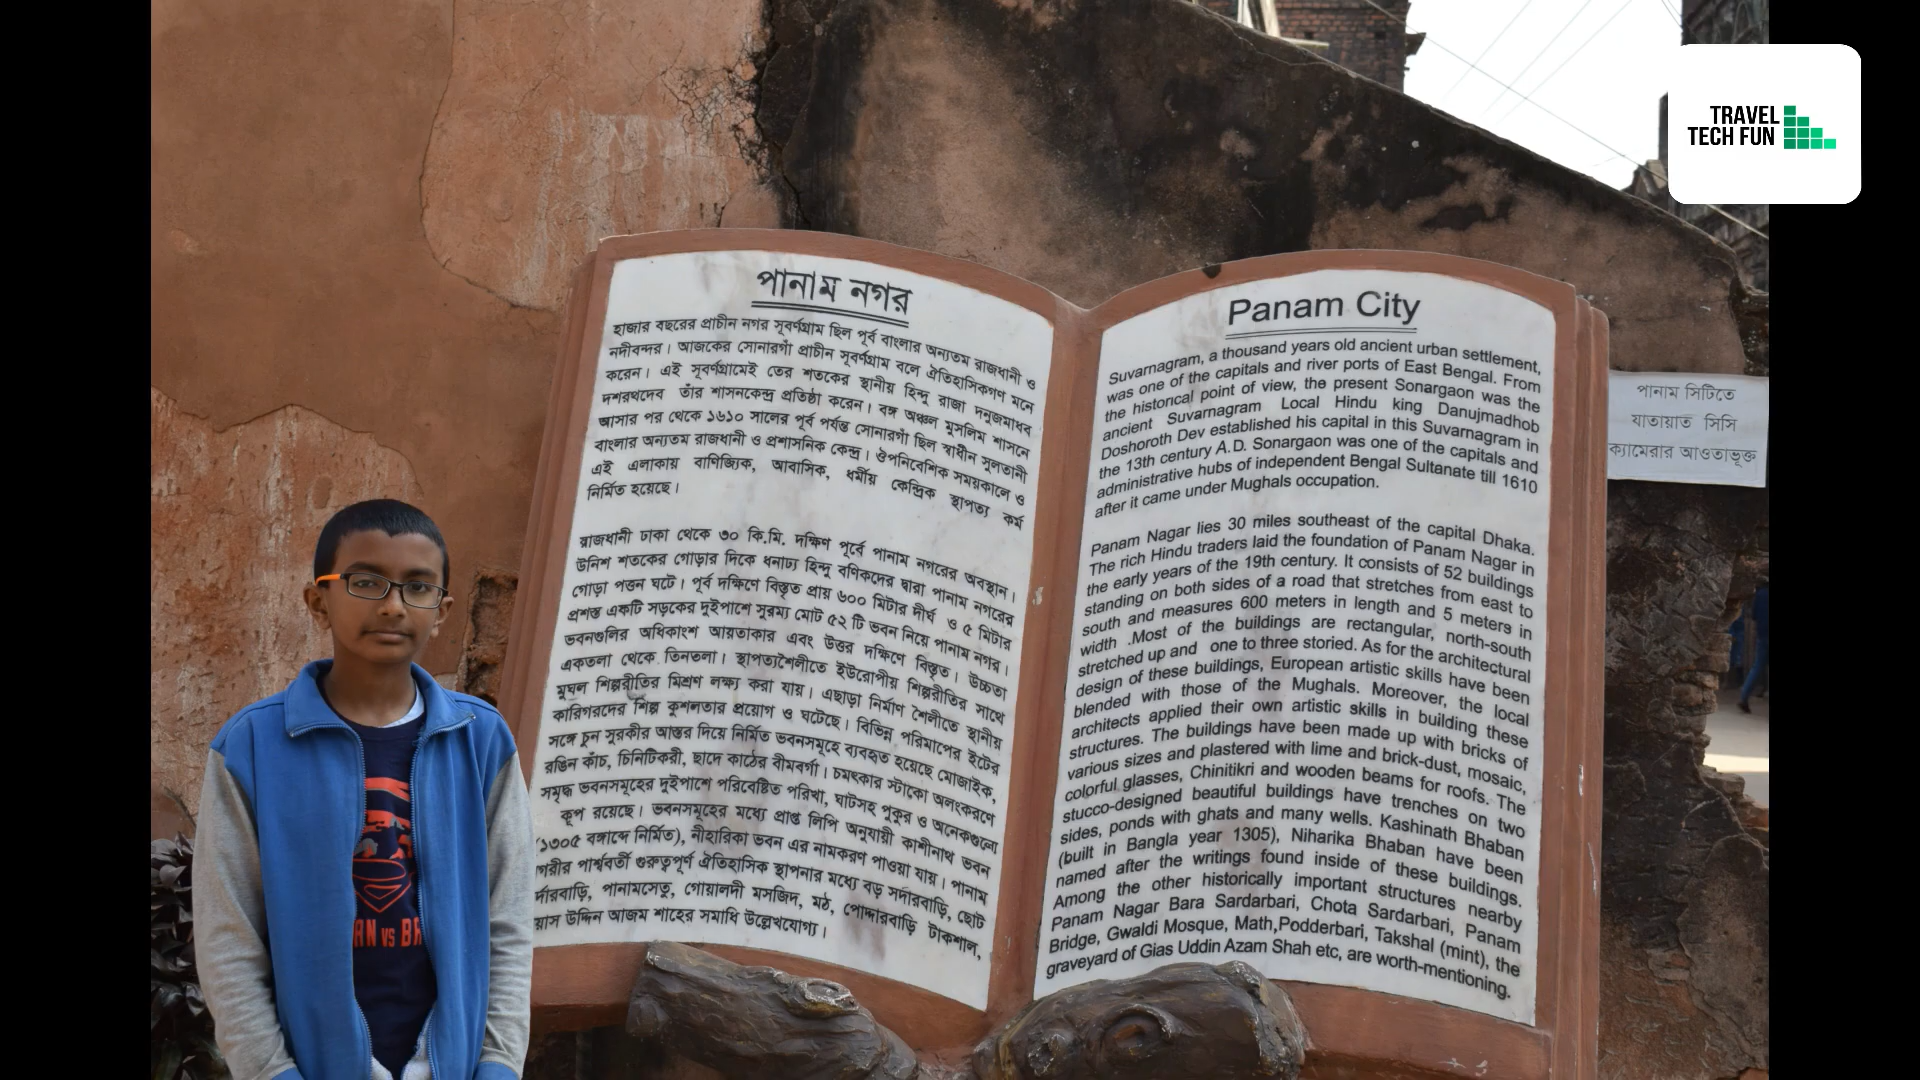 পানাম নগর
হাজার বছরের প্রাচীন নগর সূবর্ণগ্রাম ছিল পূর্ব বাংলার অন্যতম রাজধানী ও
নদীবন্দর। আজকের সোনারগাঁ প্রাচীন সূবর্ণগ্রাম বলে ঐতিহাসিকগণ মনে
করেন। এই সূবর্ণগ্রামেই তের শতকের স্থানীয় হিন্দু রাজা দনুজমাধব
দশরথদেব তাঁর শাসনকেন্দ্র প্রতিষ্ঠা করেন। বঙ্গ অঞ্চল মুসলিম শাসনে
আসার পর থেকে ১৬১০ সালের পূর্ব পর্যন্ত সোনারগাঁ ছিল স্বাধীন সুলতানী
বাংলার অন্যতম রাজধানী ও প্রশাসনিক কেন্দ্র। ঔপনিবেশিক সময়কালে ও
এই এলাকায় বাণিজ্যিক, আবাসিক, ধর্মীয় কেন্দ্রিক স্থাপত্য কর্ম
নির্মিত হয়েছে।
রাজধানী ঢাকা থেকে ৩০ কি.মি. দক্ষিণ পূর্বে পানাম নগরের অবস্থান।
উনিশ শতকের গোড়ার দিকে ধনাঢ্য হিন্দু বণিকদের দ্বারা পানাম নগরের
গোড়া পত্তন ঘটে। পূর্ব দক্ষিণে বিস্তৃত প্রায় ৬০০ মিটার দীর্ঘ ও ৫ মিটার
প্রশস্ত একটি সড়কের দুইপাশে সুরম্য মোট ৫২ টি ভবন নিয়ে পানাম নগর।
ভবনগুলির অধিকাংশ আয়তাকার এবং উত্তর দক্ষিণে বিস্তৃত। উচ্চতা
একতলা থেকে তিনতলা। স্থাপত্যশৈলীতে ইউরোপীয় শিল্পরীতির সাথে
মুঘল শিল্পরীতির মিশ্রণ লক্ষ্য করা যায়। এছাড়া নির্মাণ শৈলীতে স্থানীয়
কারিগরদের শিল্প কুশলতার প্রয়োগ ও ঘটেছে। বিভিন্ন পরিমাপের ইটের
সঙ্গে চুন সুরকীর আস্তর দিয়ে নির্মিত ভবনসমূহে ব্যবহৃত হয়েছে মোজাইক,
রঙিন কাঁচ, চিনিটিকরী, ছাদে কাঠের বীমবর্গা। চমৎকার স্টাকো অলংকরণে
সমৃদ্ধ ভবনসমূহের দুইপাশে পরিবেষ্টিত পরিখা, ঘাটসহ পুকুর ও অনেকগুলো
কূপ রয়েছে। ভবনসমূহের মধ্যে প্রাপ্ত লিপি অনুযায়ী কাশীনাথ ভবন
(১৩০৫ বঙ্গাব্দে নির্মিত), নীহারিকা ভবন এর নামকরণ পাওয়া যায়। পানাম
গরীর পার্শ্ববর্তী গুরুত্বপূর্ণ ঐতিহাসিক স্থাপনার মধ্যে বড় সর্দারবাড়ি, ছোট
র্দারবাড়ি, পানামসেতু, গোয়ালদী মসজিদ, মঠ, পোদ্দারবাড়ি টাকশাল,
য়াস উদ্দিন আজম শাহের সমাধি উল্লেখযোগ্য।
Panam City
Suvarnagram, a thousand years old ancient urban settlement,
was one of the capitals and river ports of East Bengal. From
the historical point of view, the present Sonargaon was the
ancient Suvarnagram Local Hindu king Danujmadhob
Doshoroth Dev established his capital in this Suvarnagram in
the 13th century A.D. Sonargaon was one of the capitals and
administrative hubs of independent Bengal Sultanate till 1610
after it came under Mughals occupation.
Panam Nagar lies 30 miles southeast of the capital Dhaka.
The rich Hindu traders laid the foundation of Panam Nagar in
the early years of the 19th century. It consists of 52 buildings
standing on both sides of a road that stretches from east to
south and measures 600 meters in length and 5 meters in
width .Most of the buildings are rectangular, north-south
stretched up and one to three storied. As for the architectural
design of these buildings, European artistic skills have been
blended with those of the Mughals. Moreover, the local
architects applied their own artistic skills in building these
structures. The buildings have been made up with bricks of
various sizes and plastered with lime and brick-dust, mosaic,
colorful glasses, Chinitikri and wooden beams for roofs. The
stucco-designed beautiful buildings have trenches on two
sides, ponds with ghats and many wells. Kashinath Bhaban
(built in Bangla year 1305), Niharika Bhaban have been
named after the writings found inside of these buildings.
Among the other historically important structures nearby
Panam Nagar Bara Sardarbari, Chota Sardarbari, Panam
Bridge, Gwaldi Mosque, Math,Podderbari, Takshal (mint), the
graveyard of Gias Uddin Azam Shah etc, are worth-mentioning.
পানাম সিটিতে
যাতায়াত সিসি
ক্যামেরার আওতাভূক্ত
TRAVEL
TECH FUN
AN VS BA